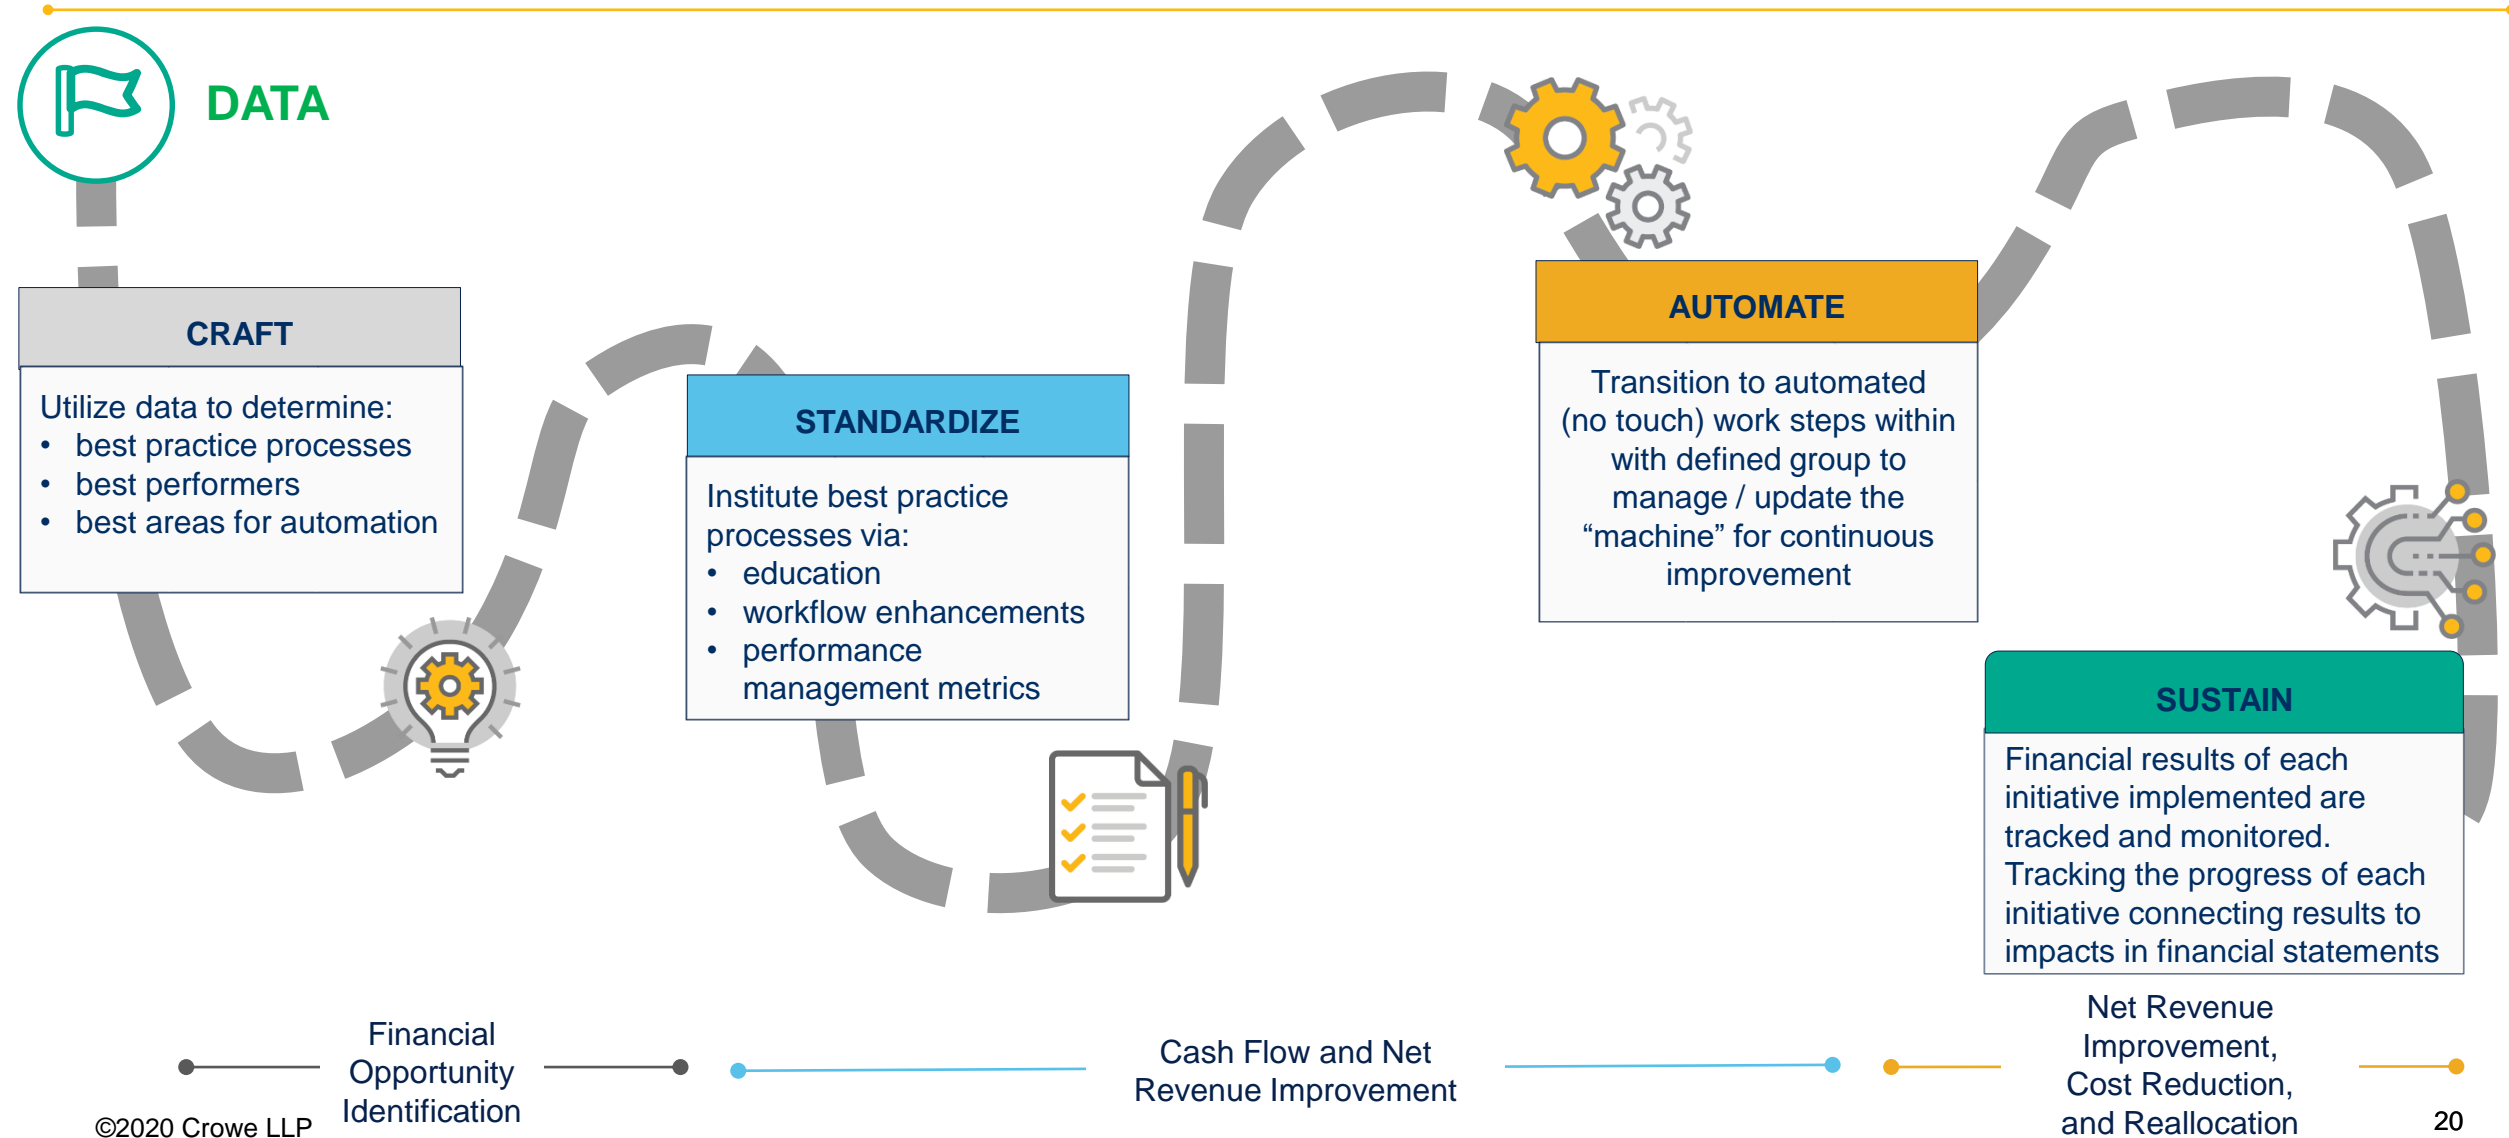 DATA
CRAFT
Utilize data to determine:
• best practice processes
• best performers
• best areas for automation
STANDARDIZE
Institute best practice
processes via:
• education
• workflow enhancements
• performance
management metrics
AUTOMATE
Transition to automated
(no touch) work steps within
with defined group to
manage / update the
“machine” for continuous
improvement
SUSTAIN
Financial results of each
initiative implemented are
tracked and monitored.
Tracking the progress of each
initiative connecting results to
impacts in financial statements
Financial
Opportunity
Identification
Cash Flow and Net
Revenue Improvement
Net Revenue
Improvement,
Cost Reduction,
and Reallocation
©2020 Crowe LLP
20